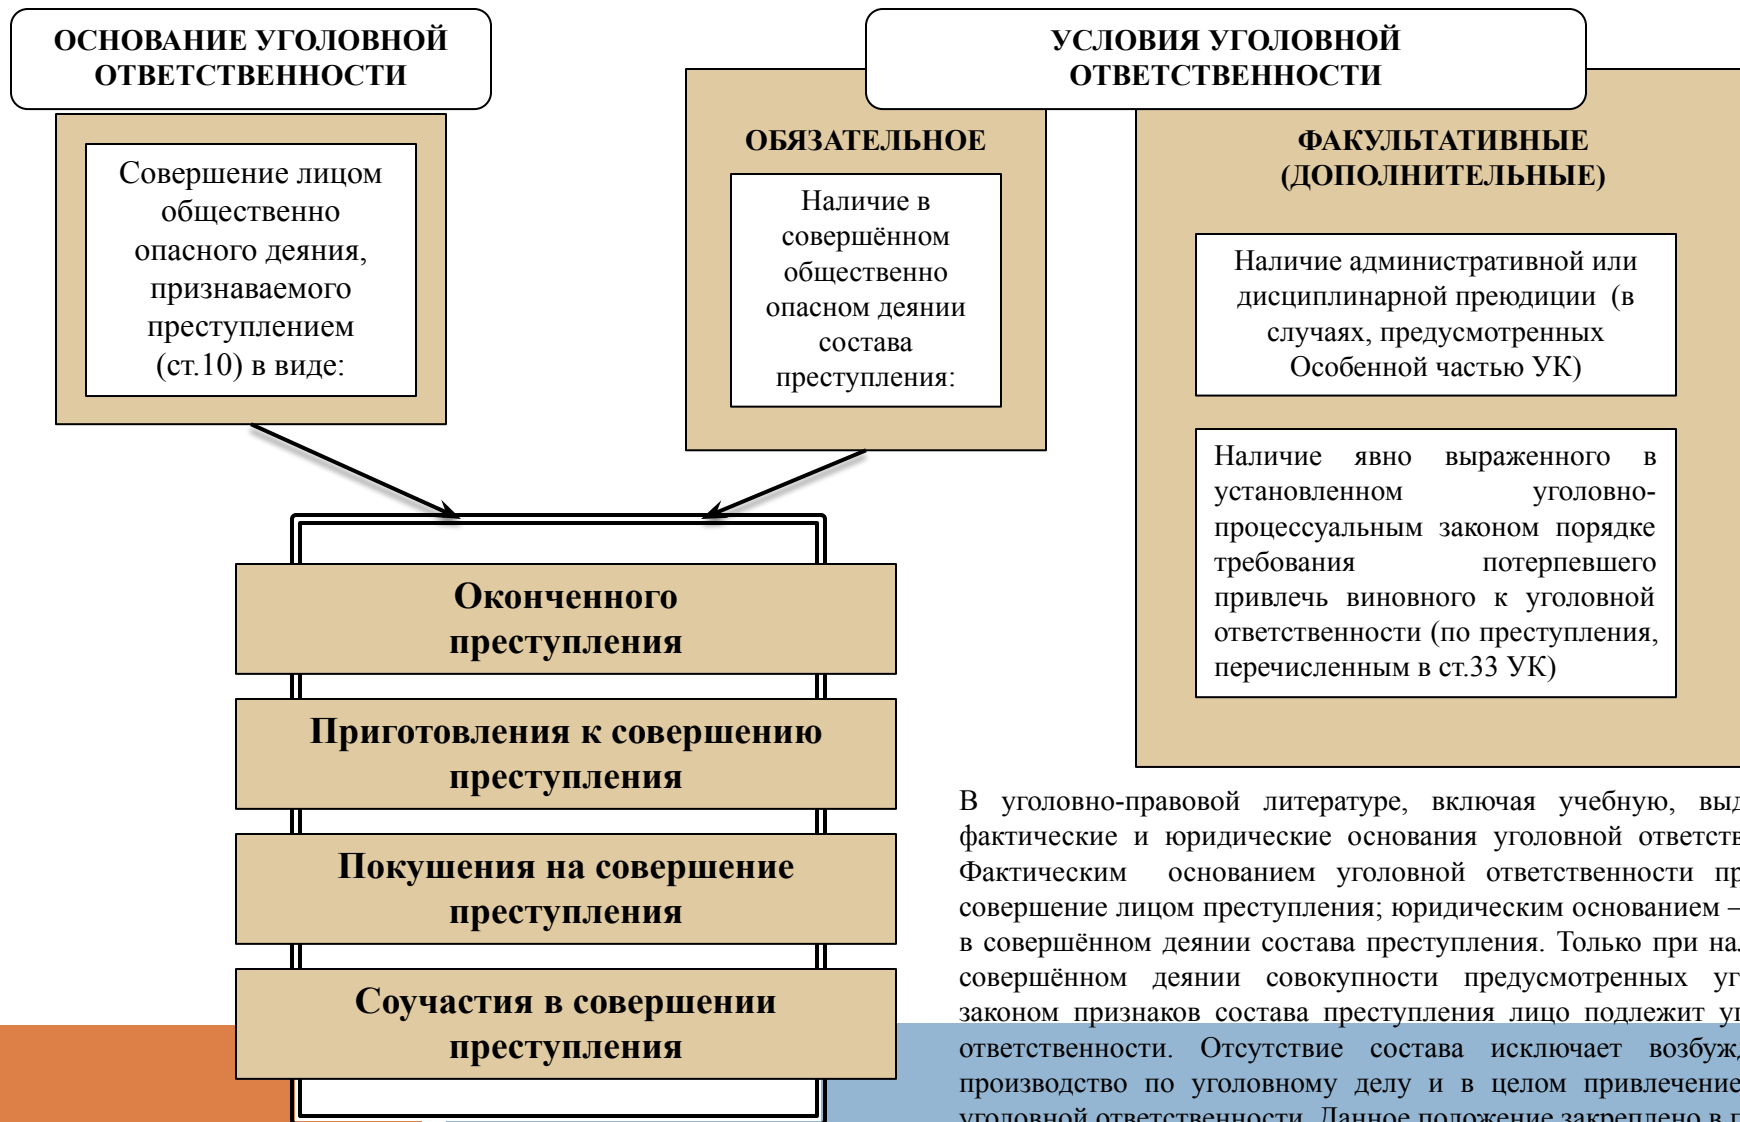 ОСНОВАНИЕ УГОЛОВНОЙ
ОТВЕТСТВЕННОСТИ
Совершение лицом
общественно
опасного деяния,
признаваемого
преступлением
(ст.10) в виде:
УСЛОВИЯ УГОЛОВНОЙ
ОТВЕТСТВЕННОСТИ
ОБЯЗАТЕЛЬНОЕ
Наличие в
совершённом
общественно
опасном деянии
состава
преступления:
ФАКУЛЬТАТИВНЫЕ
(ДОПОЛНИТЕЛЬНЫЕ)
Наличие административной или
дисциплинарной преюдиции (в
случаях, предусмотренных
Особенной частью УК)
Наличие явно выраженного в
установленном уголовно-
процессуальным законом порядке
требования потерпевшего
привлечь виновного к уголовной
ответственности (по преступления,
перечисленным в ст.33 УК)
Оконченного
преступления
Приготовления к совершению
преступления
Покушения на совершение
преступления
Соучастия в совершении
преступления
В уголовно-правовой литературе, включая учебную,
фактические и юридические основания уголовной
Фактическим основанием уголовной ответственности
совершение лицом преступления; юридическим основанием –
в совершённом деянии состава преступления. Только при
совершённом деянии совокупности предусмотренных
законом признаков состава преступления лицо подлежит
ответственности. Отсутствие состава исключает
производство по уголовному делу и в целом привлечение
уголовной ответственности. Данное положение закреплено в